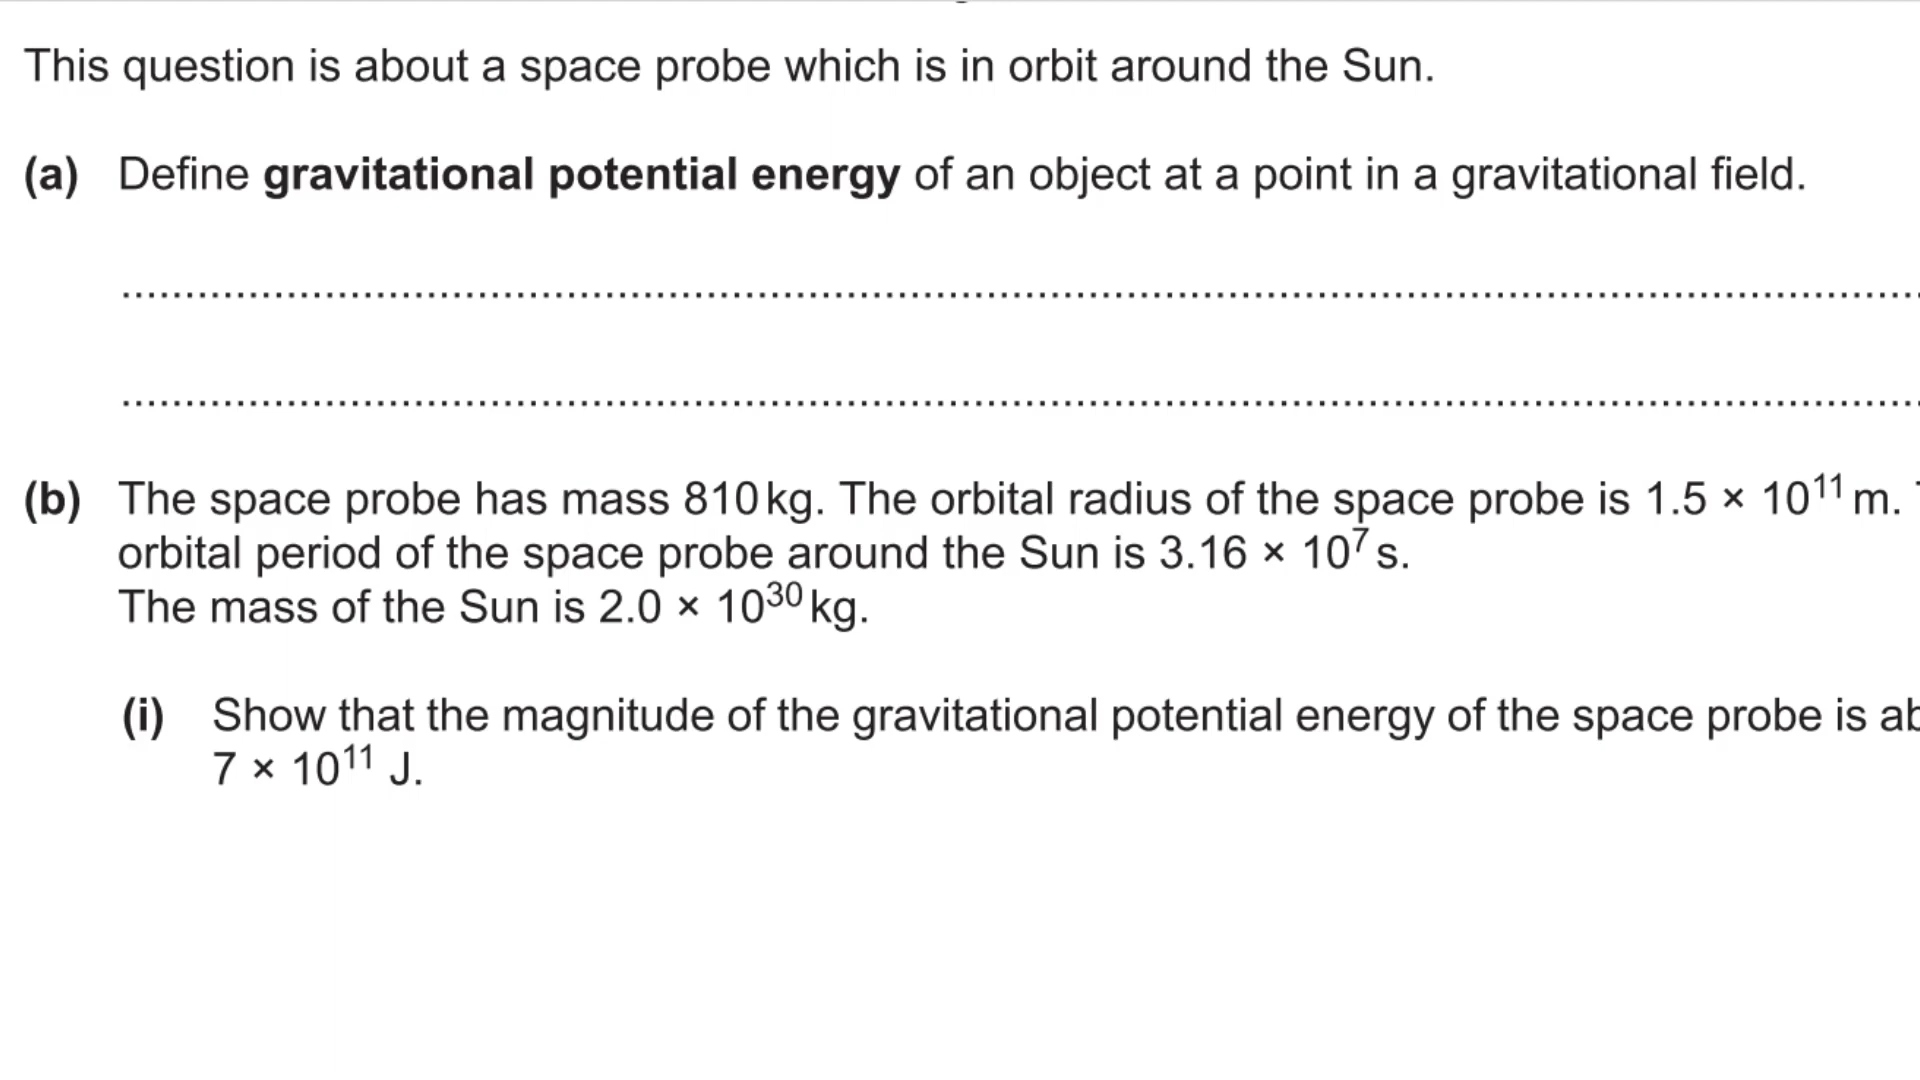 This question is about a space probe which is in orbit around the Sun.
(a) Define gravitational potential energy of an object at a point in a gravitational field.
(b) The space probe has mass 810 kg. The orbital radius of the space probe is 1.5 × 10¹¹ m.
orbital period of the space probe around the Sun is 3.16 × 10⁷ s.
The mass of the Sun is 2.0 × 10³⁰ kg.
(i) Show that the magnitude of the gravitational potential energy of the space probe is
7 × 10¹¹ J.